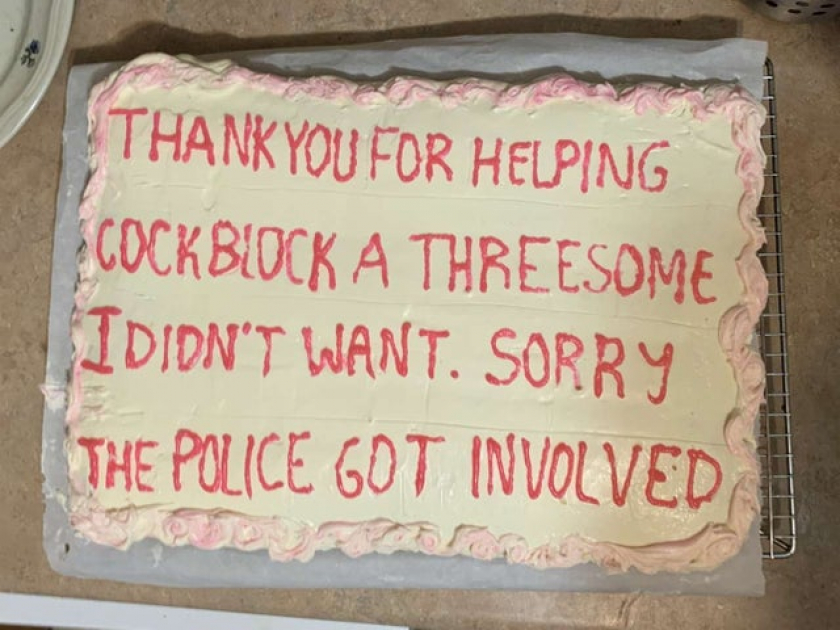 THANK YOU FOR HELPING
COCKBLOCK A THREESOME
I DIDN'T WANT. SORRY
THE POLICE GOT INVOLVED